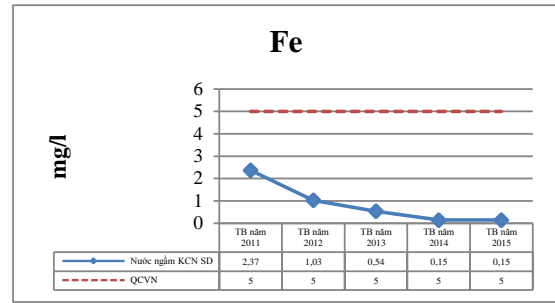 Fe
mg/l
6
5
4
3
2
1
0
TB năm 2011 TB năm 2012 TB năm 2013 TB năm 2014 TB năm 2015
Nước ngầm KCN SD 2,37 1,03 0,54 0,15 0,15
QCVN 5 5 5 5 5